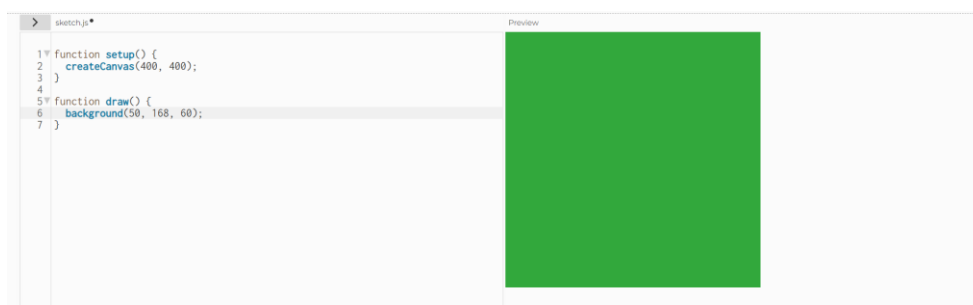 > sketch.js• Preview
1 function setup() {
2 createCanvas(400, 400);
3 }
4
5 function draw() {
6 background(50, 168, 60);
7 }